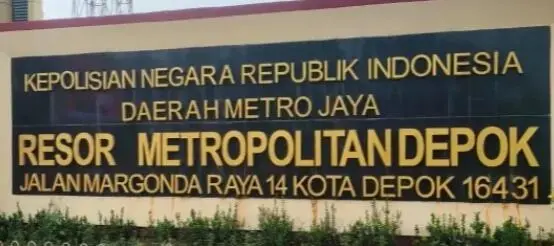 KEPOLISIAN NEGARA REPUBLIK INDONESIA
DAERAH METRO JAYA
RESOR METROPOLITAN DEPOK
JALAN MARGONDA RAYA 14 KOTA DEPOK 16431